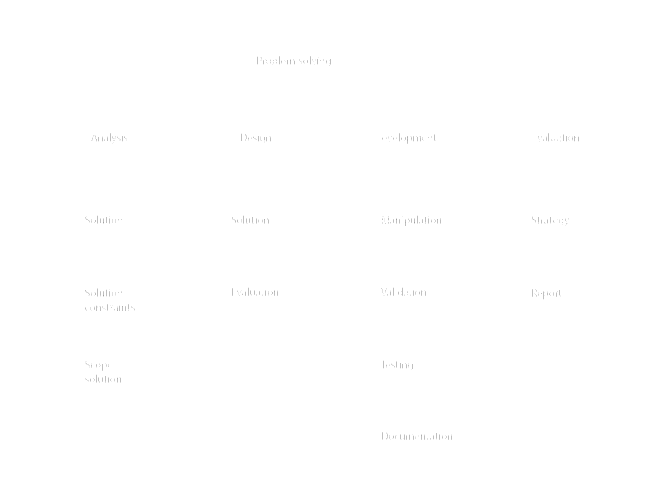 Problem solving
Analysis
Design
Development
Evaluation
Solution
Solution
Manipulation
Strategy
Solution
constraints
Evaluation
Validation
Report
Scope
solution
Testing
Documentation